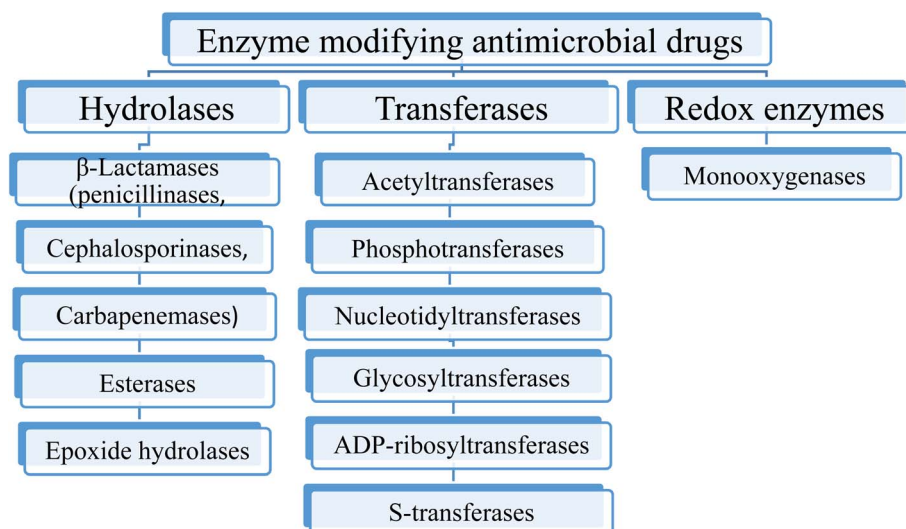 Enzyme modifying antimicrobial drugs
Hydrolases
Transferases
Redox enzymes
β-Lactamases
(penicillinases,
Cephalosporinases,
Carbapenemases)
Esterases
Epoxide hydrolases
Acetyltransferases
Phosphotransferases
Nucleotidyltransferases
Glycosyltransferases
ADP-ribosyltransferases
S-transferases
Monooxygenases